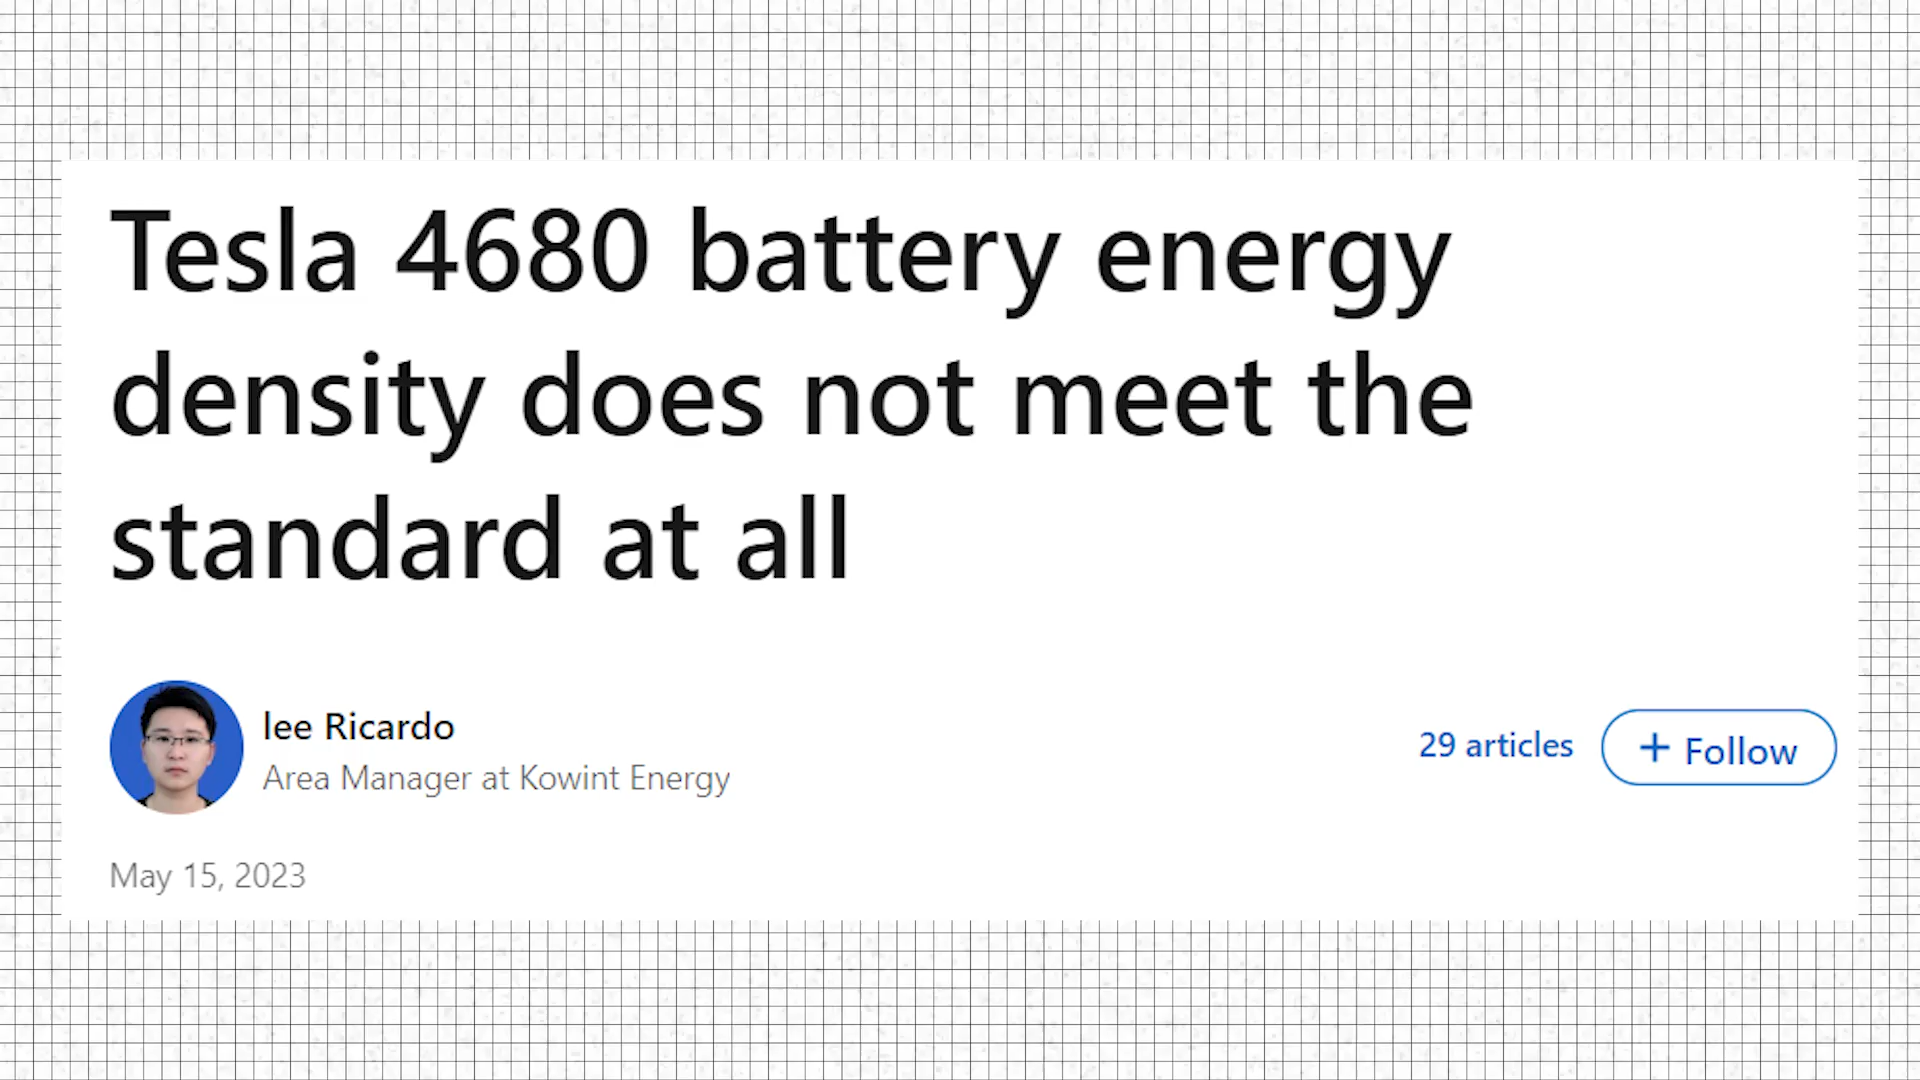 Tesla 4680 battery energy
density does not meet the
standard at all
lee Ricardo
Area Manager at Kowint Energy
29 articles
+ Follow
May 15, 2023